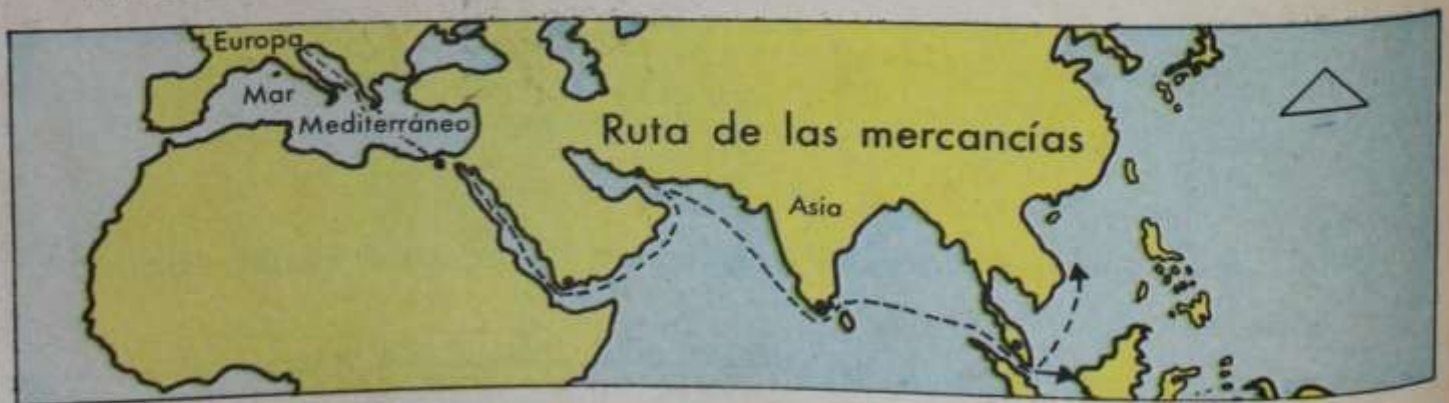 Europa
Mar
Mediterráneo
Ruta de las mercancías
Asia